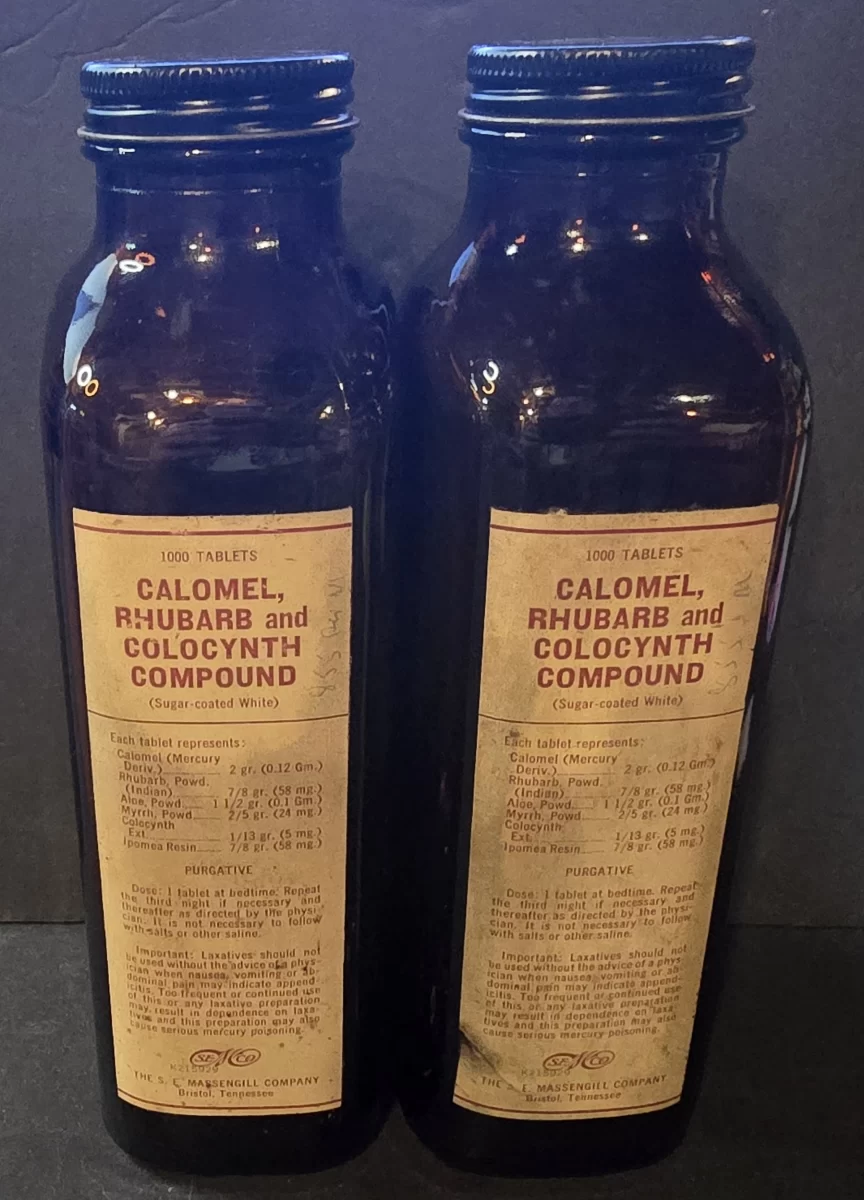 1000 TABLETS
CALOMEL,
RHUBARB and
COLOCYNTH
COMPOUND
(Sugar-coated White)
Each tablet represents:
Calomel (Mercury
Deriv.) 2 gr. (0.12 Gm.)
Rhubarb, Powd.
(Indian) 7/8 gr. (58 mg.)
Aloe, Powd. 1 1/2 gr. (0.1 Gm.)
Myrrh, Powd. 2/5 gr. (24 mg.)
Colocynth
Ext. 1/13 gr. (5 mg.)
Ipomea Resin 7/8 gr. (58 mg.)
PURGATIVE
Dose: 1 tablet at bedtime. Repeat
the third night if necessary and
thereafter as directed by the physi-
cian. It is not necessary to follow
with salts or other saline.
Important: Laxatives should not
be used without the advice of a phys-
ician when nausea, vomiting or ab-
dominal pain may indicate append-
icitis. Too frequent or continued use
of this or any laxative preparation
may result in dependence on laxa-
tives and this preparation may also
cause serious mercury poisoning.
SEMCO
K215029
THE S. E. MASSENGILL COMPANY
Bristol, Tennessee
1000 TABLETS
CALOMEL,
RHUBARB and
COLOCYNTH
COMPOUND
(Sugar-coated White)
Each tablet represents:
Calomel (Mercury
Deriv.) 2 gr. (0.12 Gm.)
Rhubarb, Powd.
(Indian) 7/8 gr. (58 mg.)
Aloe, Powd. 1 1/2 gr. (0.1 Gm.)
Myrrh, Powd. 2/5 gr. (24 mg.)
Colocynth
Ext. 1/13 gr. (5 mg.)
Ipomea Resin 7/8 gr. (58 mg.)
PURGATIVE
Dose: 1 tablet at bedtime. Repeat
the third night if necessary and
thereafter as directed by the physi-
cian. It is not necessary to follow
with salts or other saline.
Important: Laxatives should not
be used without the advice of a phys-
ician when nausea, vomiting or ab-
dominal pain may indicate append-
icitis. Too frequent or continued use
of this or any laxative preparation
may result in dependence on laxa-
tives and this preparation may also
cause serious mercury poisoning.
SEMCO
K215029
THE S. E. MASSENGILL COMPANY
Bristol, Tennessee